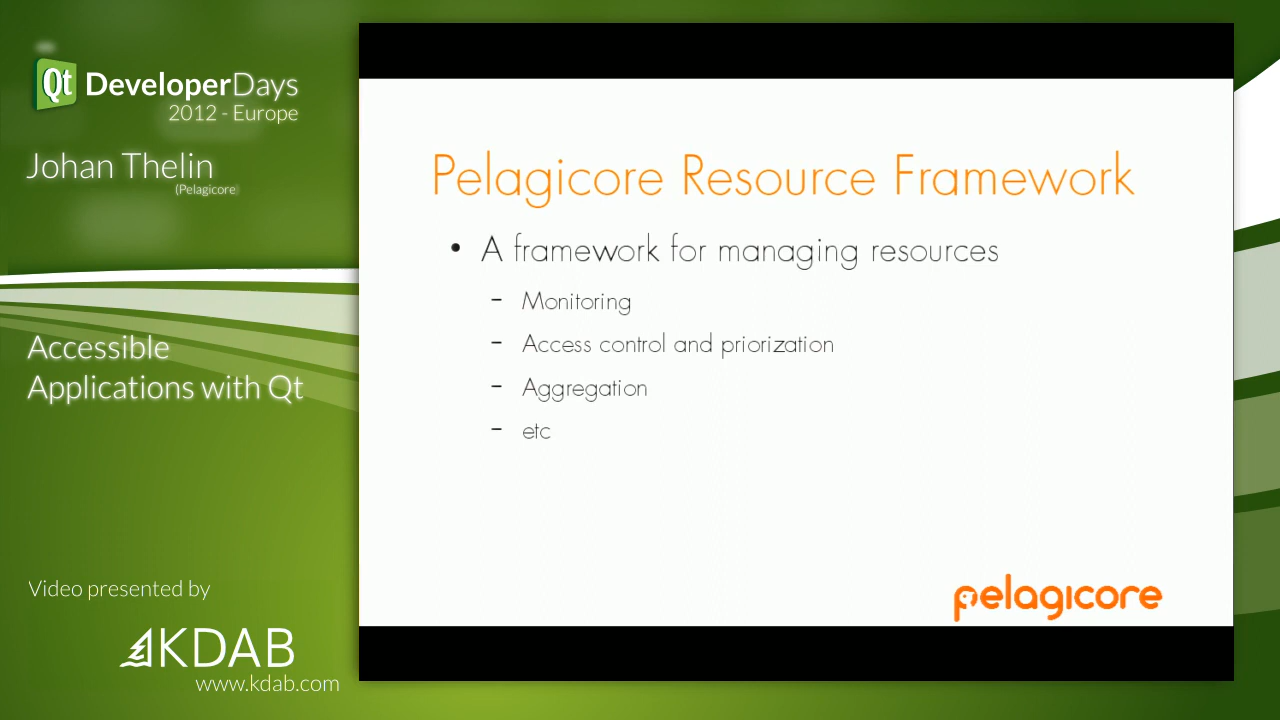 Qt DeveloperDays
2012 - Europe
Johan Thelin
(Pelagicore)
Accessible
Applications with Qt
Video presented by
KDAB
www.kdab.com
Pelagicore Resource Framework
• A framework for managing resources
– Monitoring
– Access control and priorization
– Aggregation
– etc
pelagicore